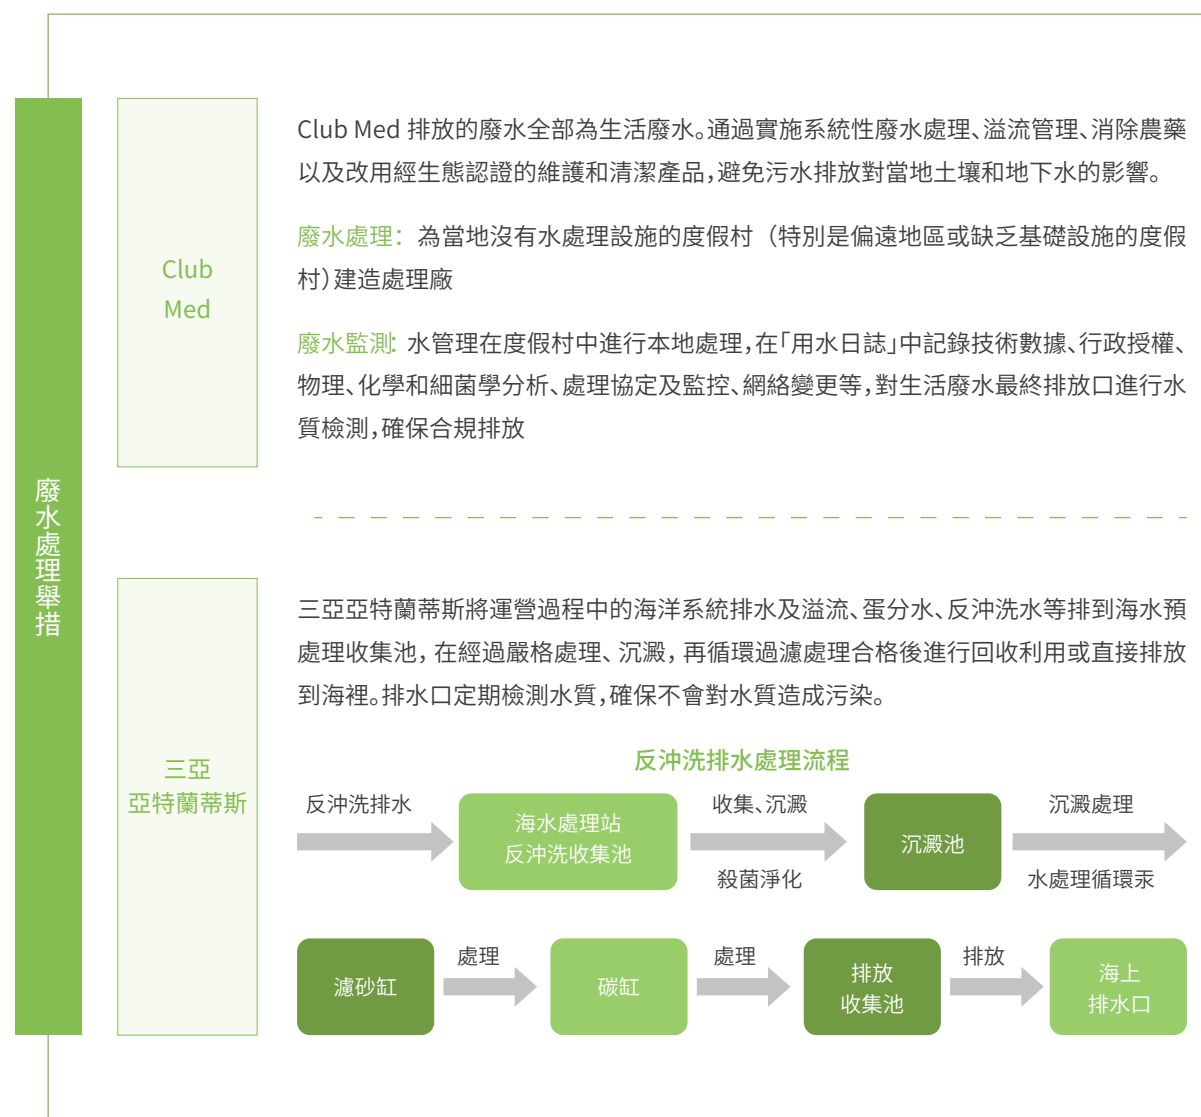 廢水處理舉措
Club
Med
Club Med 排放的廢水全部為生活廢水。通過實施系統性廢水處理、溢流管理、消除農藥
以及改用經生態認證的維護和清潔產品，避免污水排放對當地土壤和地下水的影響。
廢水處理：為當地沒有水處理設施的度假村（特別是偏遠地區或缺乏基礎設施的度假
村）建造處理廠
廢水監測：水管理在度假村中進行本地處理，在「用水日誌」中記錄技術數據、行政授權、
物理、化學和細菌學分析、處理協定及監控、網絡變更等，對生活廢水最終排放口進行水
質檢測，確保合規排放
三亞
亞特蘭蒂斯
三亞亞特蘭蒂斯將運營過程中的海洋系統排水及溢流、蛋分水、反沖洗水等排到海水預
處理收集池，在經過嚴格處理、沉澱，再循環過濾處理合格後進行回收利用或直接排放
到海裡。排水口定期檢測水質，確保不會對水質造成污染。
反沖洗排水處理流程
反沖洗排水
海水處理站
反沖洗收集池
收集、沉澱
殺菌淨化
沉澱池
沉澱處理
水處理循環汞
濾砂缸
處理
碳缸
處理
排放
收集池
排放
海上
排水口